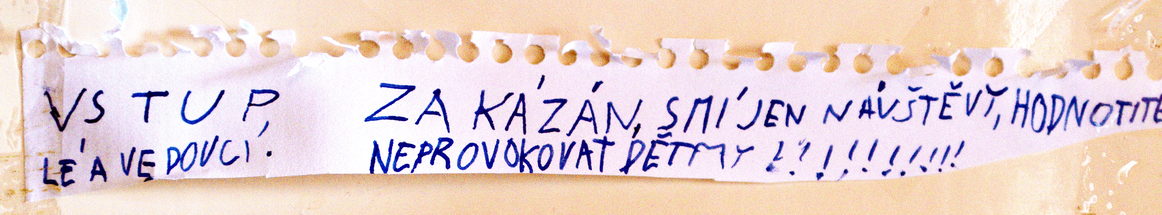 VSTUP, ZAKÁZÁN, SMÍ JEN NÁVŠTĚVY, HODNOTITE
LÉ A VEDOUCÍ. NEPROVOKOVAT DĚTMY !!!!!!!!!!